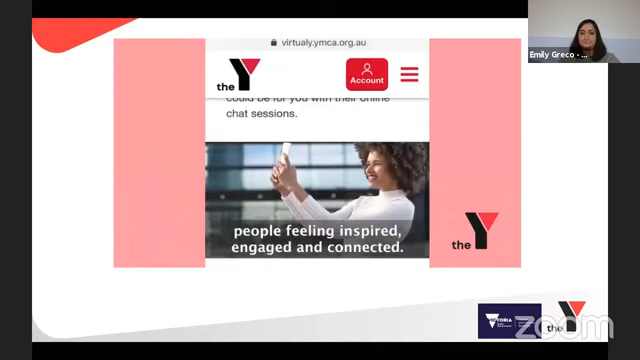 virtualy.ymca.org.au
the Y
Account
could be for you with their online
chat sessions.
people feeling inspired,
engaged and connected.
the Y
Emily Greco - ...
VICTORIA
the Y
zoom